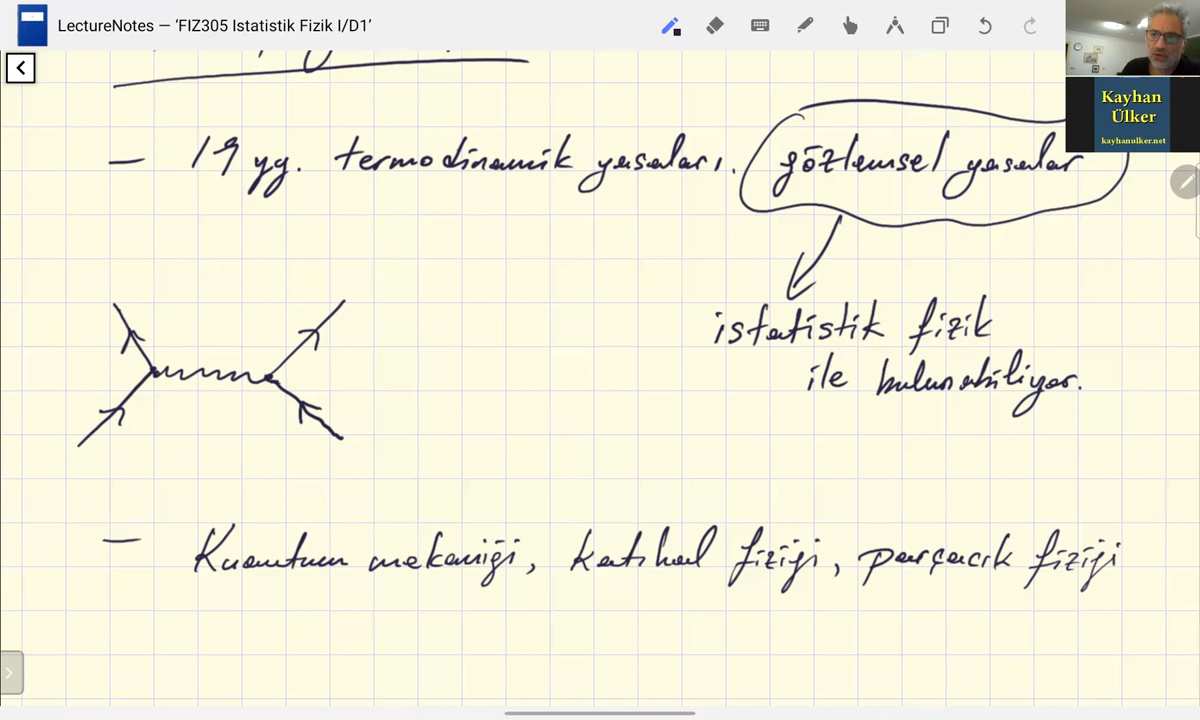 LectureNotes — ‘FIZ305 Istatistik Fizik I/D1’
Kayhan
Ülker
kayhanulker.net
— 19 yy. termodinamik yasaları. gözlemsel yasalar
istatistik fizik
ile bulunabiliyor.
— Kuantum mekaniği, katıhal fiziği, parçacık fiziği